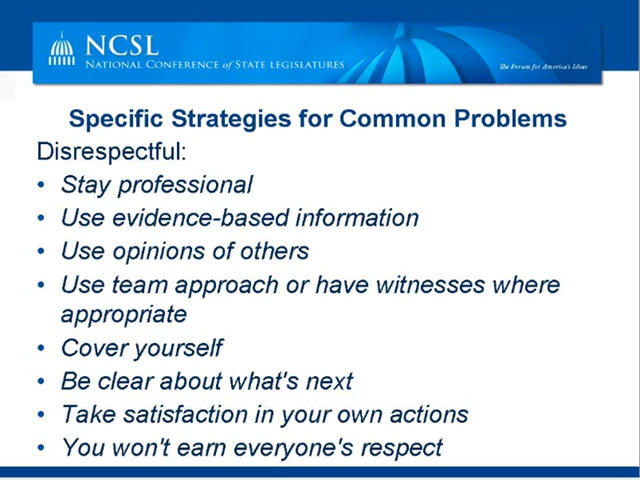 NCSL
NATIONAL CONFERENCE of STATE LEGISLATURES
The Forum for America's Ideas
Specific Strategies for Common Problems
Disrespectful:
• Stay professional
• Use evidence-based information
• Use opinions of others
• Use team approach or have witnesses where
appropriate
• Cover yourself
• Be clear about what's next
• Take satisfaction in your own actions
• You won't earn everyone's respect